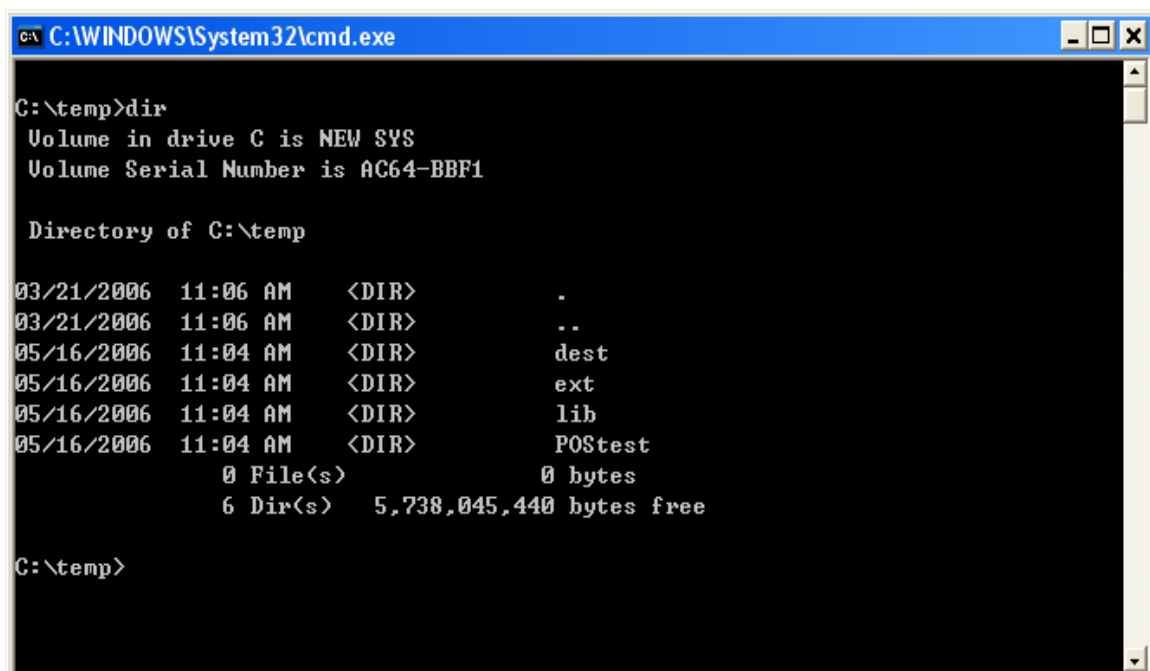 C:\WINDOWS\System32\cmd.exe
C:\temp>dir
 Volume in drive C is NEW SYS
 Volume Serial Number is AC64-BBF1
 Directory of C:\temp
03/21/2006  11:06 AM    <DIR>          .
03/21/2006  11:06 AM    <DIR>          ..
05/16/2006  11:04 AM    <DIR>          dest
05/16/2006  11:04 AM    <DIR>          ext
05/16/2006  11:04 AM    <DIR>          lib
05/16/2006  11:04 AM    <DIR>          POStest
               0 File(s)              0 bytes
               6 Dir(s)   5,738,045,440 bytes free
C:\temp>